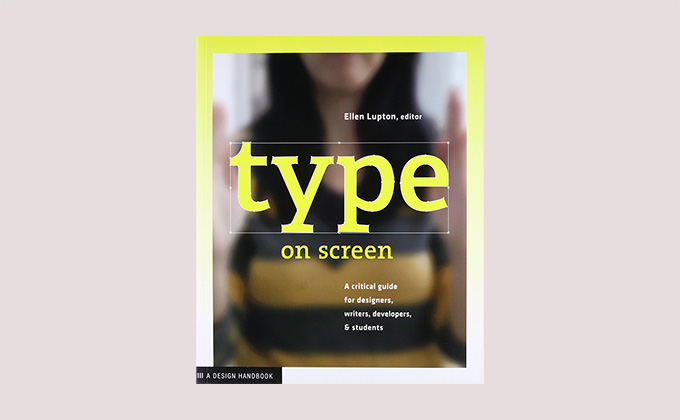 Ellen Lupton, editor
type
on screen
A critical guide
for designers,
writers, developers,
& students
A DESIGN HANDBOOK